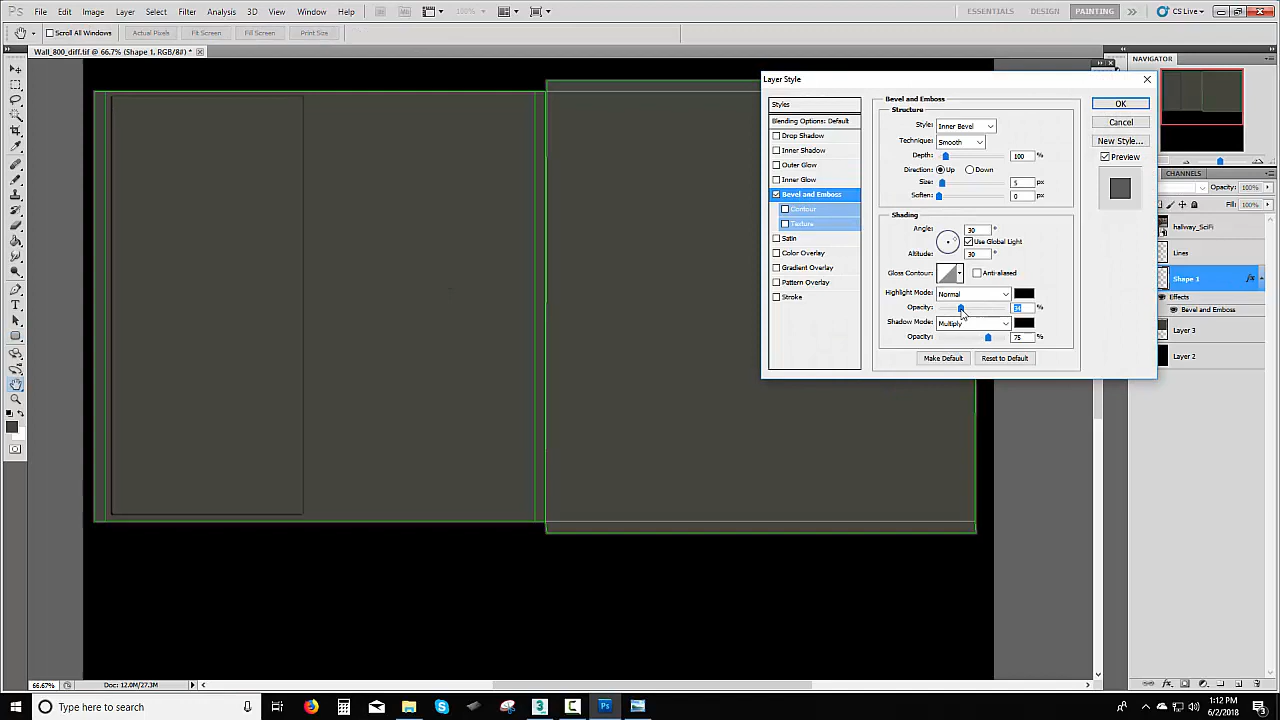 Ps File Edit Image Layer Select Filter Analysis 3D View Window Help Br Mb 100% ESSENTIALS DESIGN PAINTING CS Live
Scroll All Windows Actual Pixels Fit Screen Fill Screen Print Size
Wall_800_diff.tif @ 66.7% (Shape 1, RGB/8#) *
NAVIGATOR
Layer Style
Styles
Blending Options: Default
Drop Shadow
Inner Shadow
Outer Glow
Inner Glow
Bevel and Emboss
Contour
Texture
Satin
Color Overlay
Gradient Overlay
Pattern Overlay
Stroke
Bevel and Emboss
Structure
Style: Inner Bevel
Technique: Smooth
Depth: 100 %
Direction: Up Down
Size: 5 px
Soften: 0 px
Shading
Angle: 30 °
Use Global Light
Altitude: 30 °
Gloss Contour: Anti-aliased
Highlight Mode: Normal
Opacity: %
Shadow Mode: Multiply
Opacity: 75 %
Make Default Reset to Default
OK
Cancel
New Style...
Preview
CHANNELS
Opacity: 100%
Fill: 100%
hallway_SciFi
Lines
Shape 1 fx
Effects
Bevel and Emboss
Layer 3
Layer 2
66.67% Doc: 12.0M/27.3M
Type here to search
1:12 PM
6/2/2018